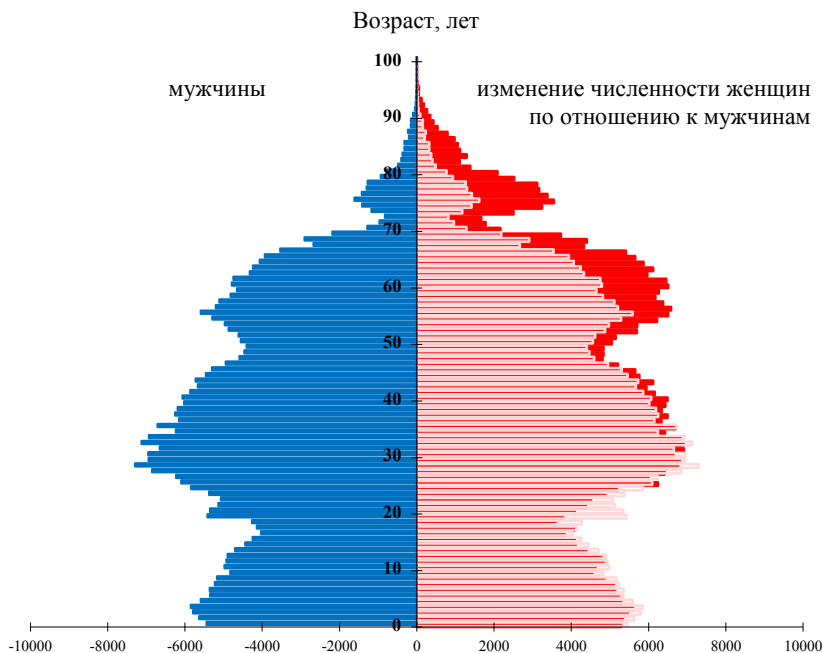 Возраст, лет
100
мужчины
изменение численности женщин
по отношению к мужчинам
90
80
70
60
50
40
30
20
10
0
-10000 -8000 -6000 -4000 -2000 0 2000 4000 6000 8000 10000